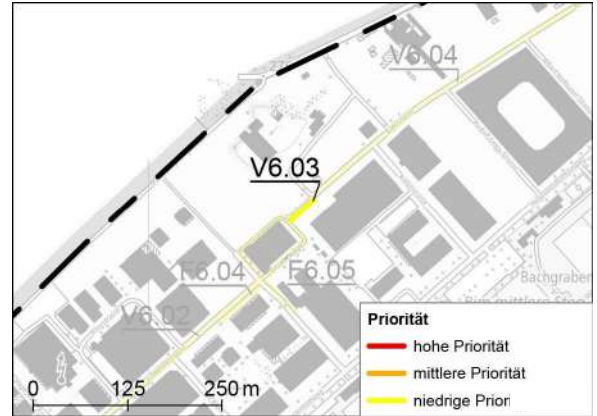 V6.04
V6.03
F6.04
F6.05
V6.02
Bachgraben
Priorität
hohe Priorität
mittlere Priorität
niedrige Prior
0 125 250 m